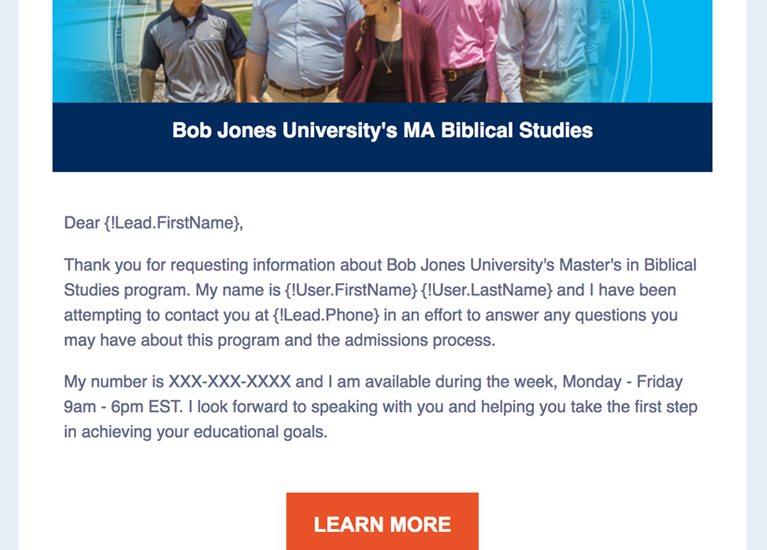 Bob Jones University's MA Biblical Studies
Dear {!Lead.FirstName},
Thank you for requesting information about Bob Jones University's Master's in Biblical
Studies program. My name is {!User.FirstName} {!User.LastName} and I have been
attempting to contact you at {!Lead.Phone} in an effort to answer any questions you
may have about this program and the admissions process.
My number is XXX-XXX-XXXX and I am available during the week, Monday - Friday
9am - 6pm EST. I look forward to speaking with you and helping you take the first step
in achieving your educational goals.
LEARN MORE